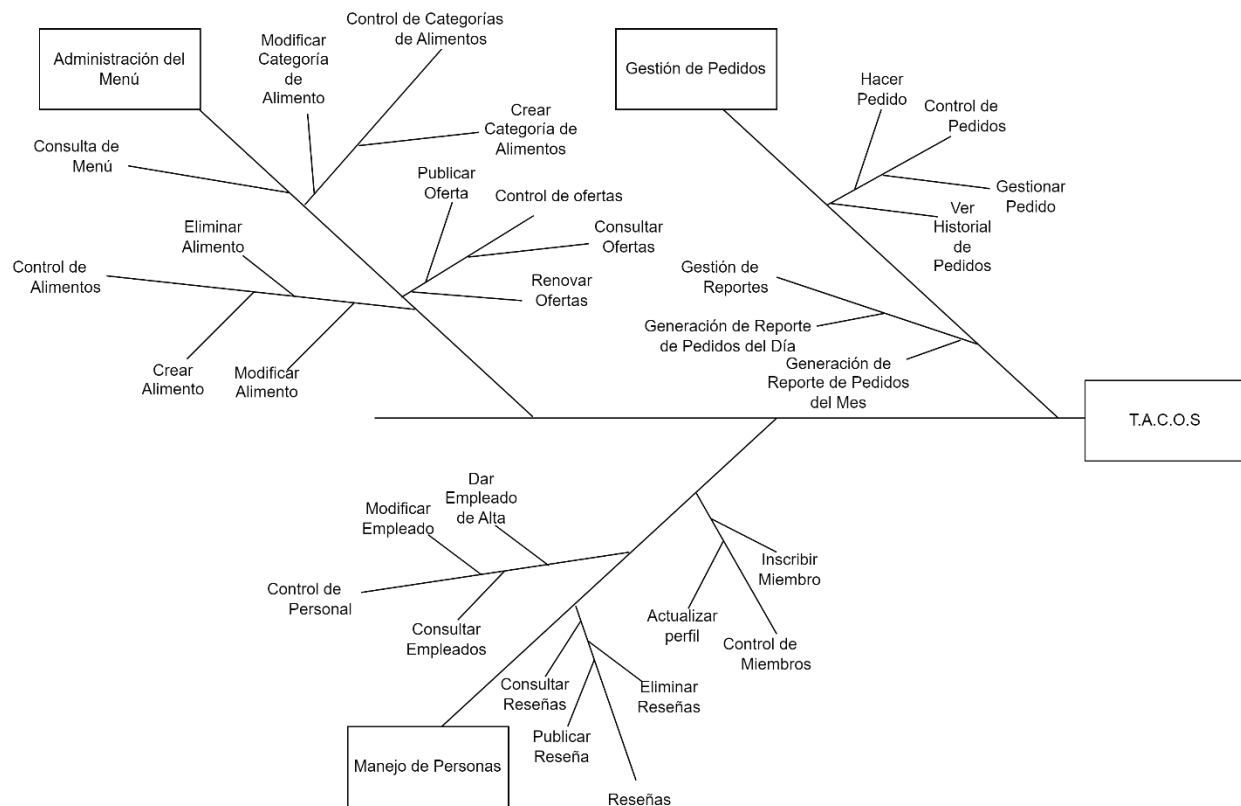 Administración del
Menú
Modificar
Categoría
de
Alimento
Control de Categorías
de Alimentos
Crear
Categoría de
Alimentos
Consulta de
Menú
Publicar
Oferta
Control de ofertas
Consultar
Ofertas
Renovar
Ofertas
Eliminar
Alimento
Control de
Alimentos
Crear
Alimento
Modificar
Alimento
Gestión de Pedidos
Hacer
Pedido
Control de
Pedidos
Gestionar
Pedido
Ver
Historial
de
Pedidos
Gestión de
Reportes
Generación de Reporte
de Pedidos del Día
Generación de
Reporte de Pedidos
del Mes
T.A.C.O.S
Dar
Empleado
de Alta
Modificar
Empleado
Control de
Personal
Consultar
Empleados
Inscribir
Miembro
Actualizar
perfil
Control de
Miembros
Consultar
Reseñas
Eliminar
Reseñas
Publicar
Reseña
Reseñas
Manejo de Personas